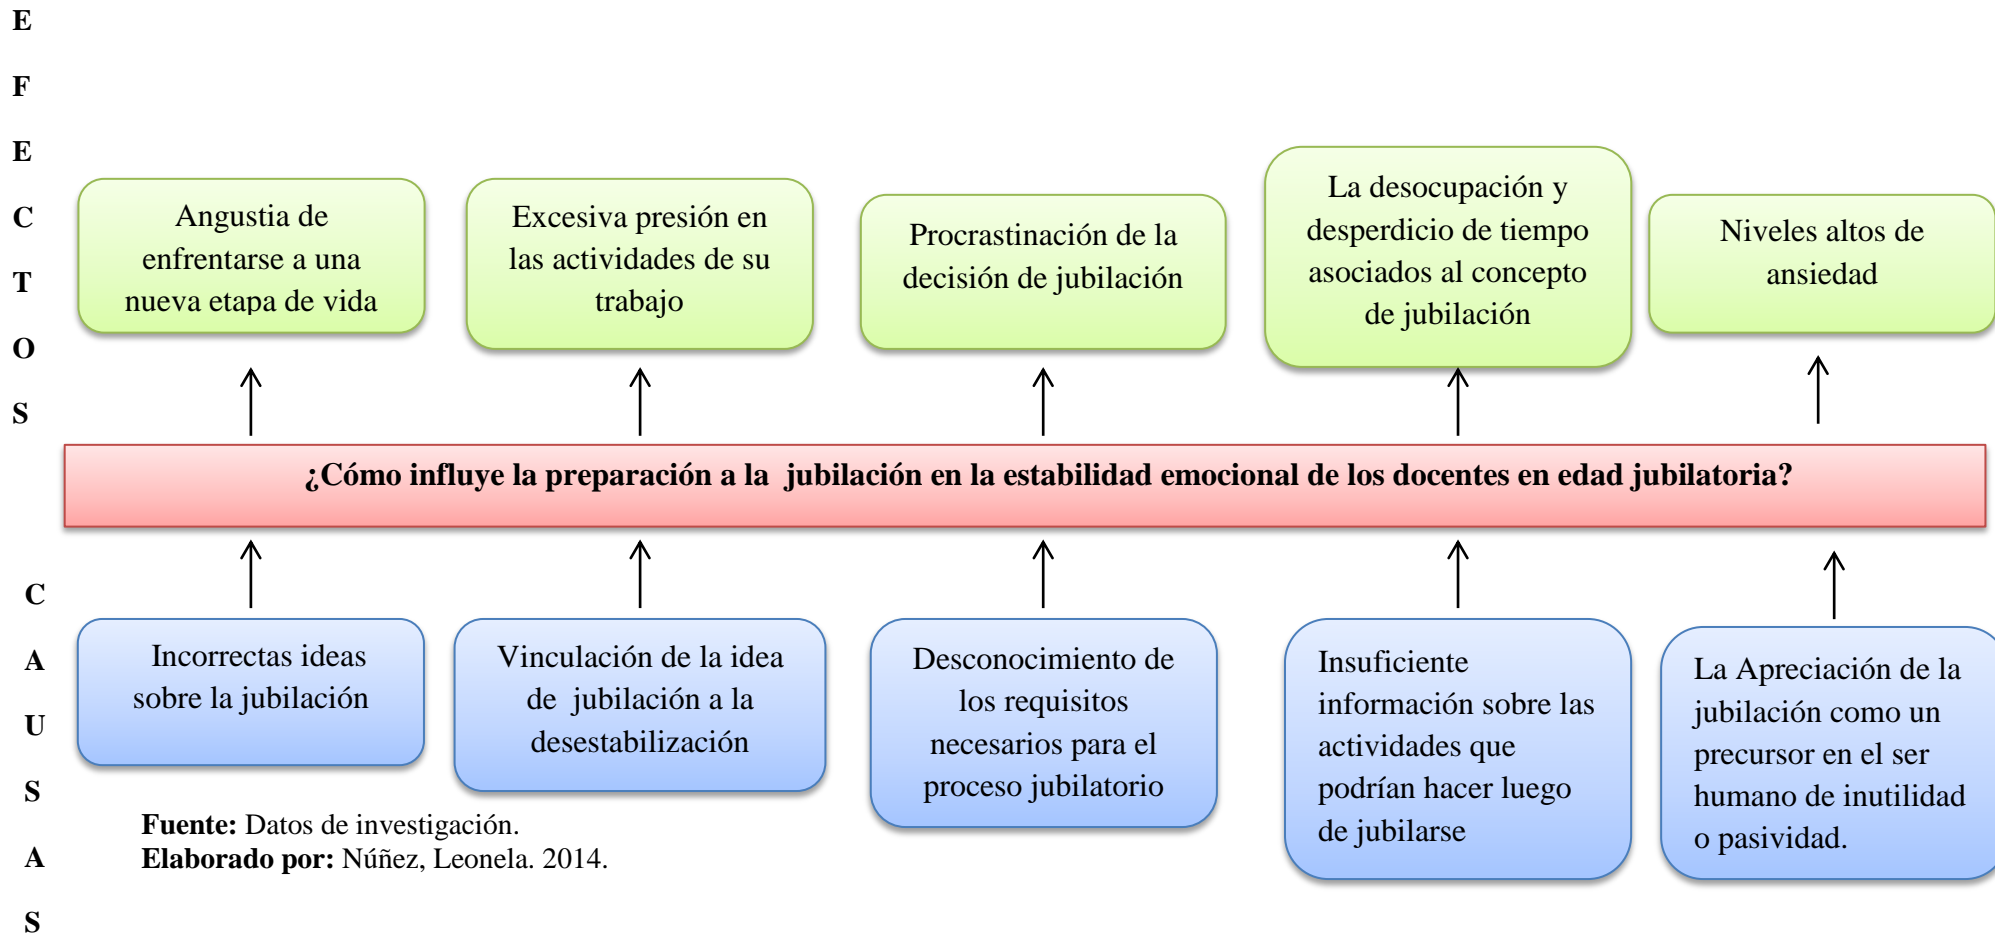 E
F
E
C
T
O
S
Angustia de
enfrentarse a una
nueva etapa de vida
Excesiva presión en
las actividades de su
trabajo
Procrastinación de la
decisión de jubilación
La desocupación y
desperdicio de tiempo
asociados al concepto
de jubilación
Niveles altos de
ansiedad
¿Cómo influye la preparación a la  jubilación en la estabilidad emocional de los docentes en edad jubilatoria?
C
A
U
S
A
S
Incorrectas ideas
sobre la jubilación
Vinculación de la idea
de  jubilación a la
desestabilización
Desconocimiento de
los requisitos
necesarios para el
proceso jubilatorio
Insuficiente
información sobre las
actividades que
podrían hacer luego
de jubilarse
La Apreciación de la
jubilación como un
precursor en el ser
humano de inutilidad
o pasividad.
Fuente: Datos de investigación.
Elaborado por: Núñez, Leonela. 2014.